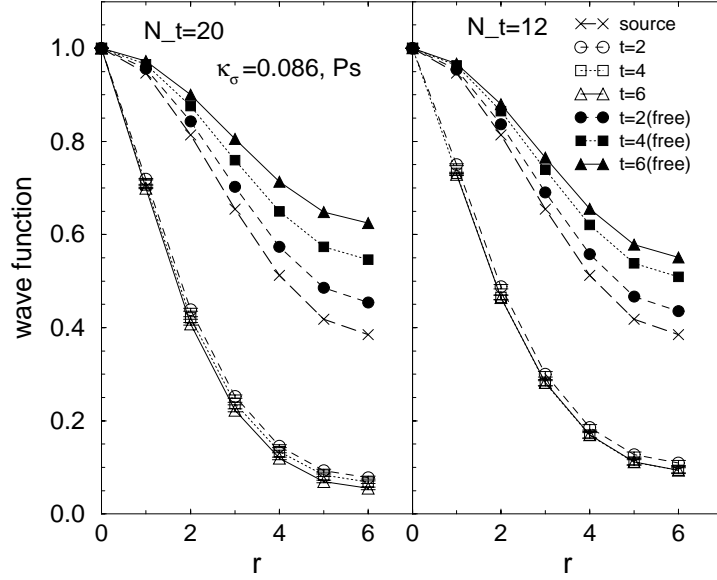 N_t=20
κσ=0.086, Ps
N_t=12
source
t=2
t=4
t=6
t=2(free)
t=4(free)
t=6(free)
wave function
1.0
0.8
0.6
0.4
0.2
0.0
0 2 4 6
0 2 4 6
r
r